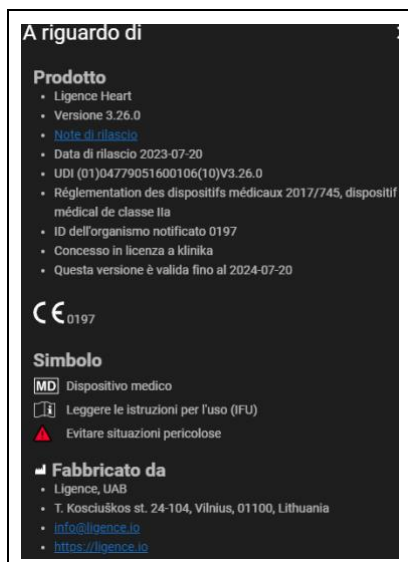 A riguardo di
Prodotto
Ligence Heart
Versione 3.26.0
Note di rilascio
Data di rilascio 2023-07-20
UDI (01)04779051600106(10)V3.26.0
Réglementation des dispositifs médicaux 2017/745, dispositif
médical de classe IIa
ID dell'organismo notificato 0197
Concesso in licenza a klinika
Questa versione è valida fino al 2024-07-20
CE 0197
Simbolo
MD Dispositivo medico
Leggere le istruzioni per l'uso (IFU)
Evitare situazioni pericolose
Fabbricato da
Ligence, UAB
T. Kosciuškos st. 24-104, Vilnius, 01100, Lithuania
info@ligence.io
https://ligence.io